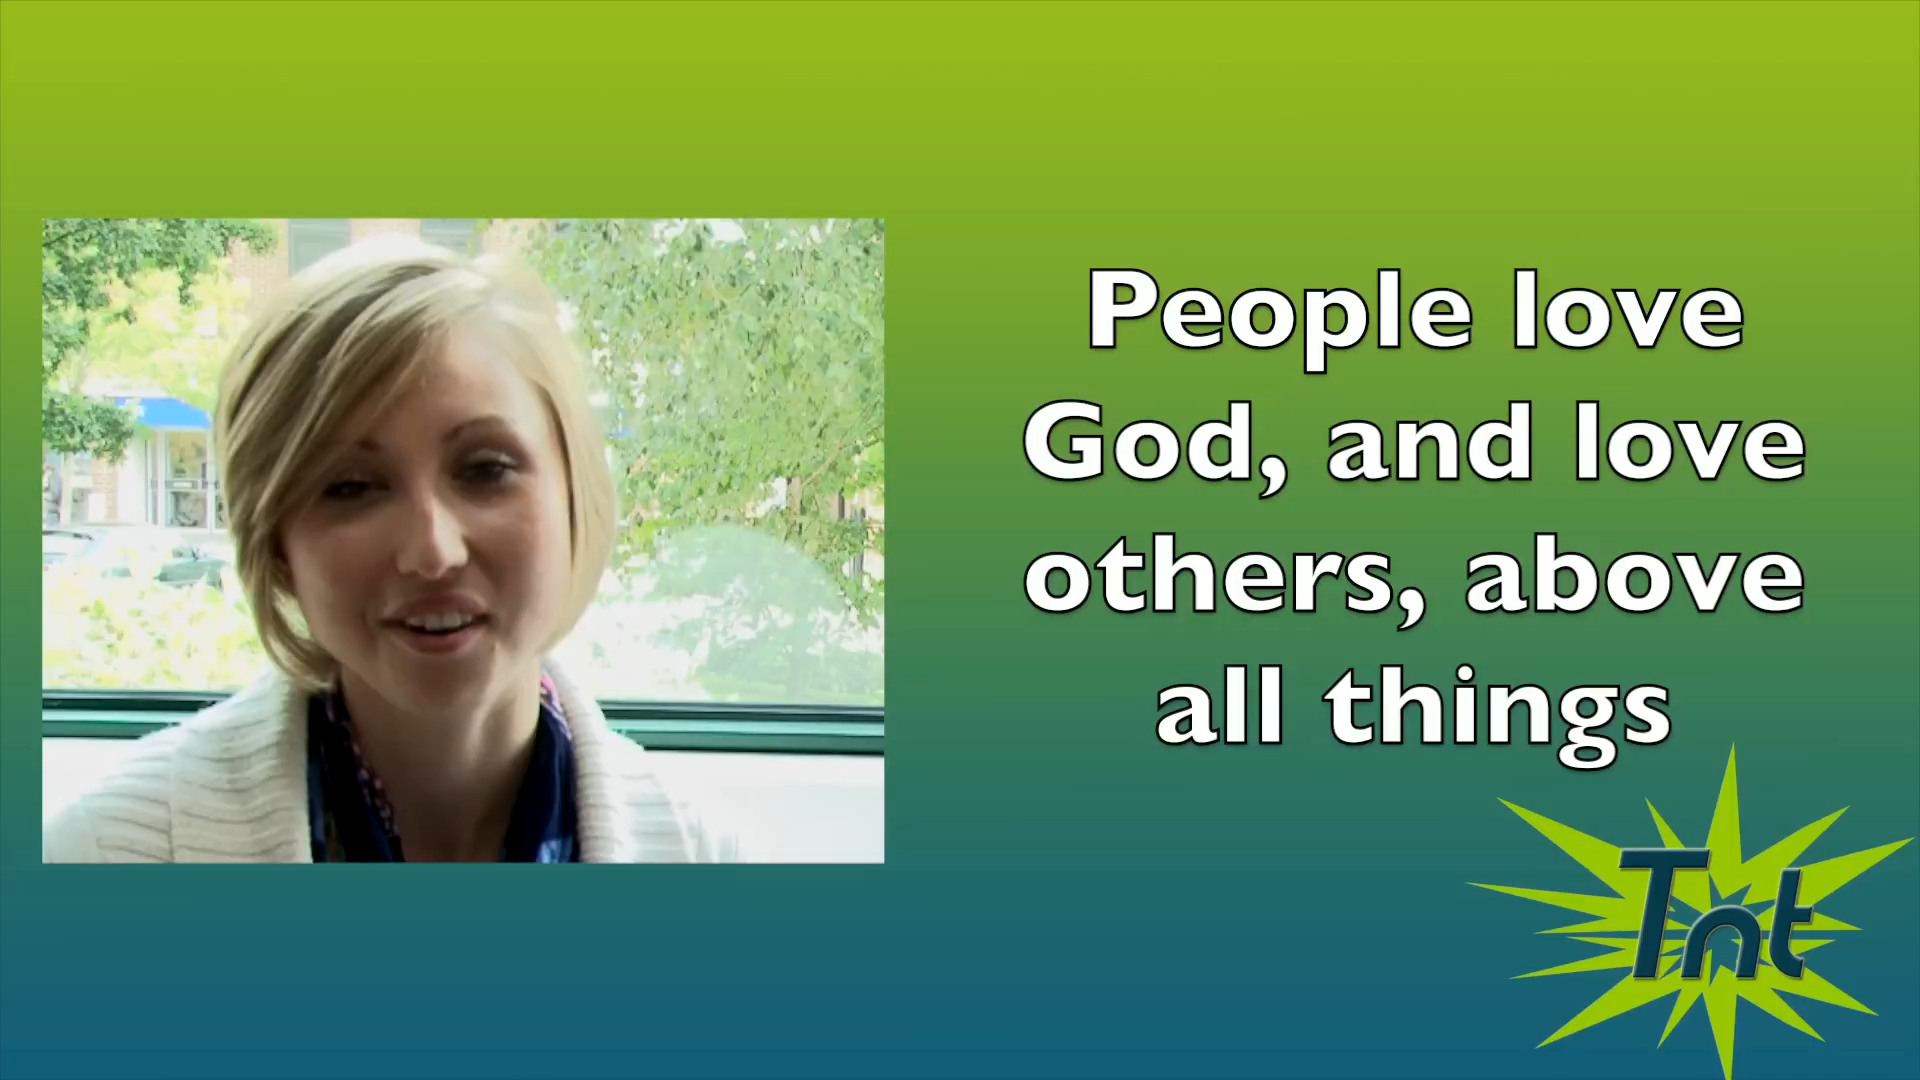 People love
God, and love
others, above
all things
Tnt